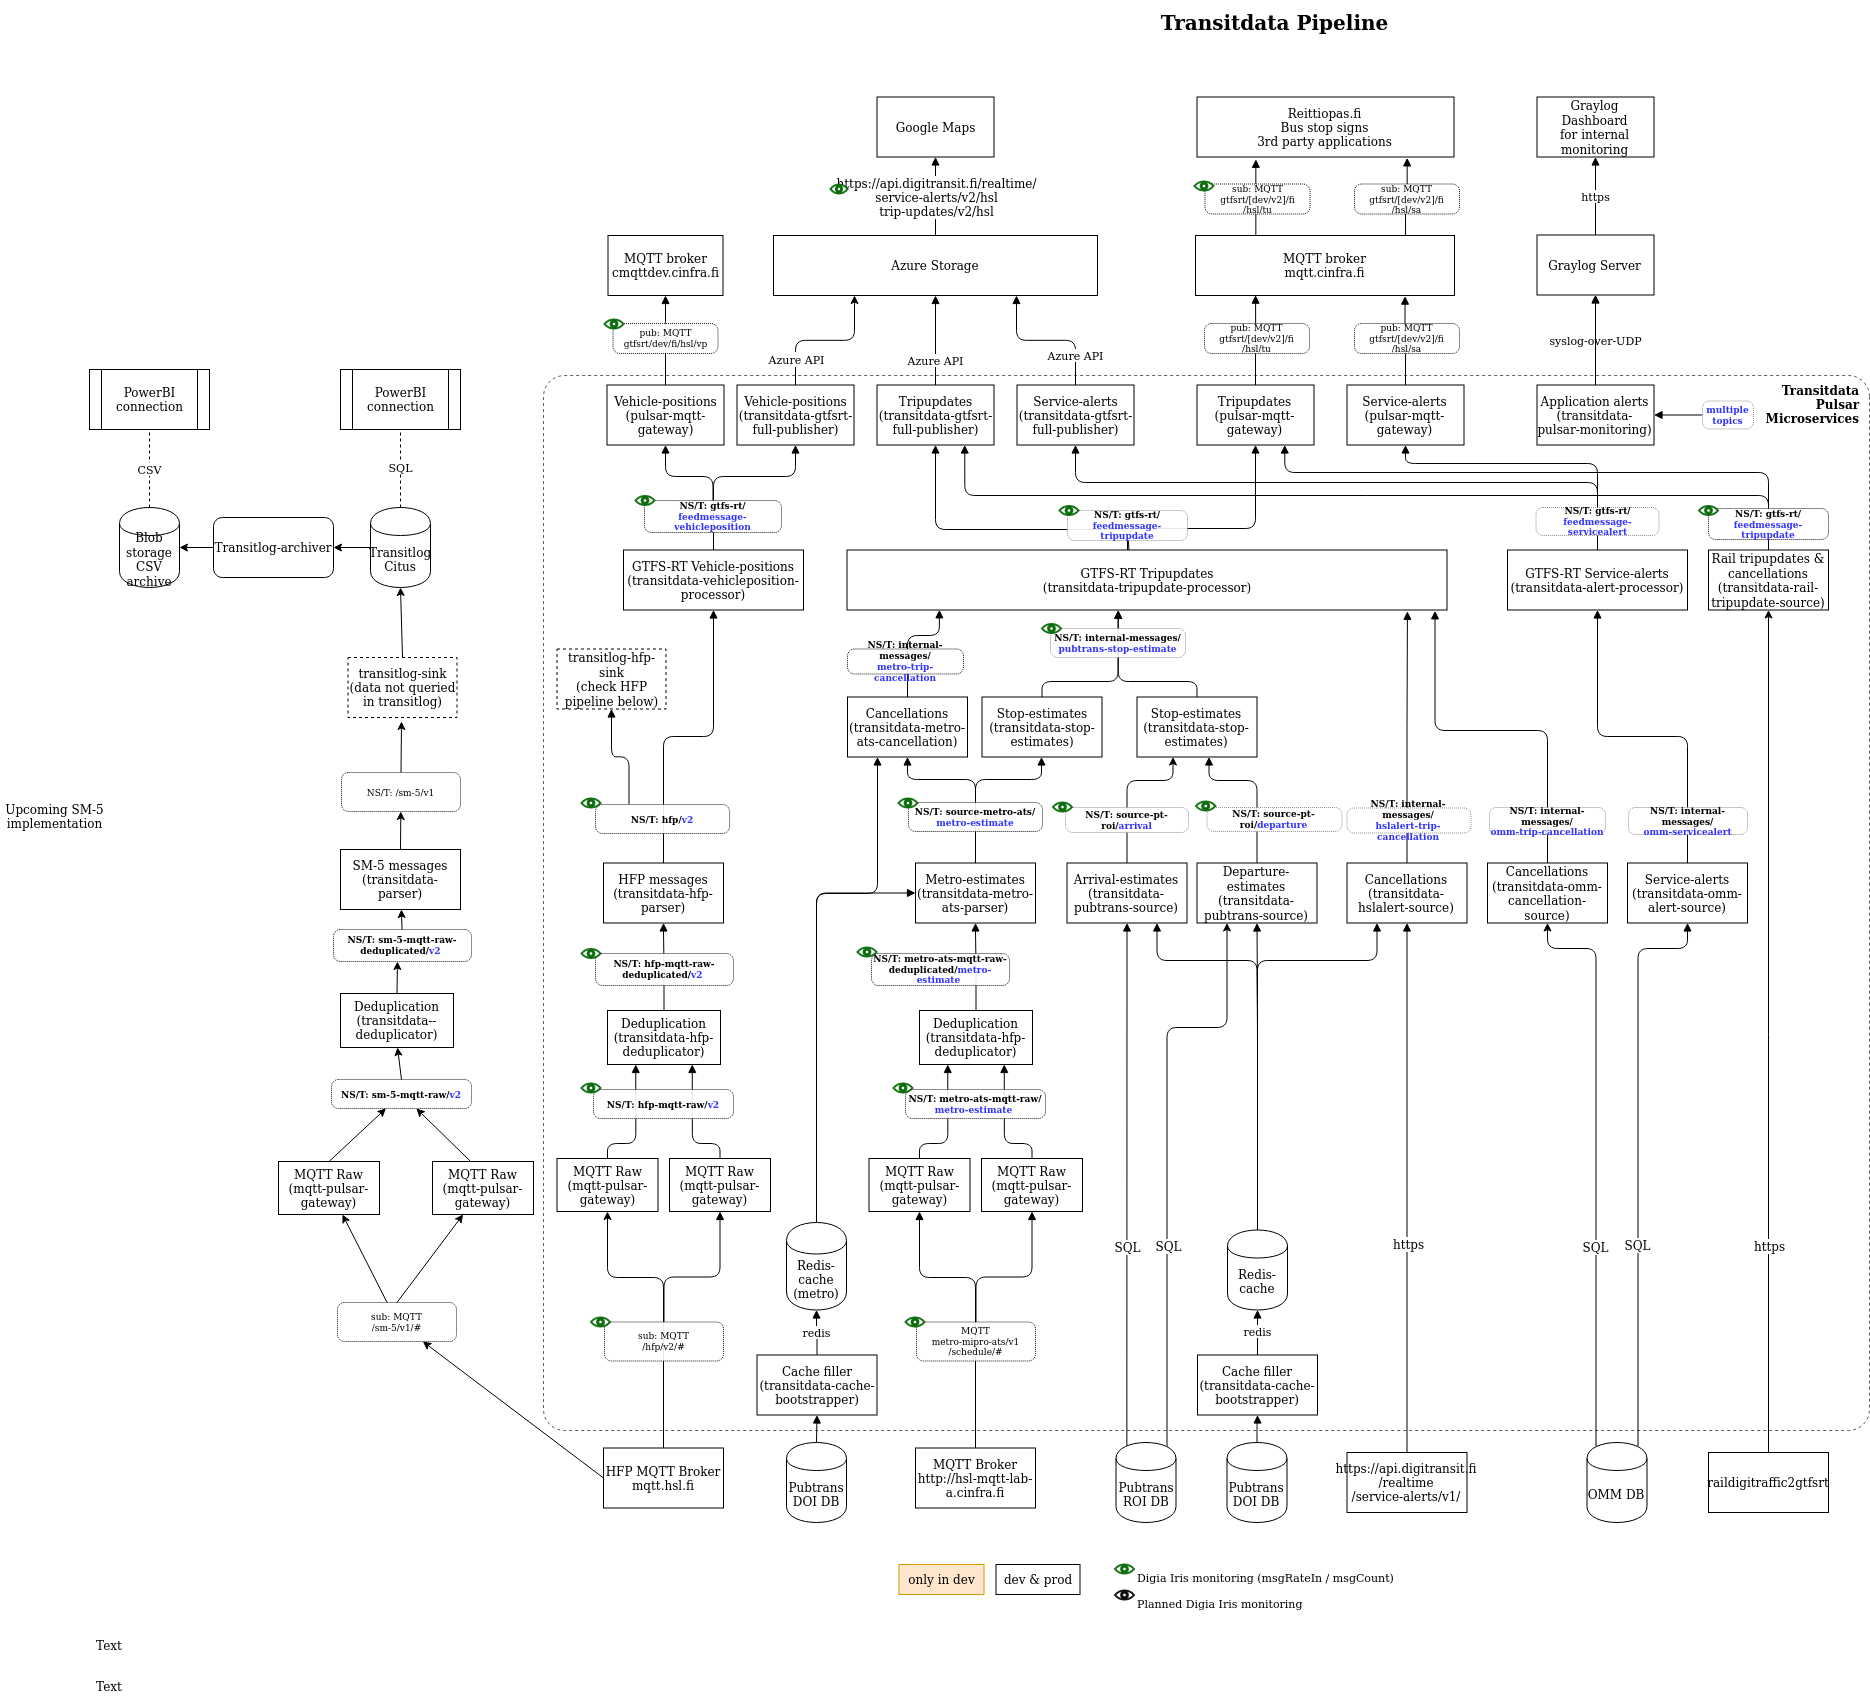 Transitdata Pipeline
Google Maps
Reittiopas.fi
Bus stop signs
3rd party applications
Graylog
Dashboard
for internal
monitoring
https://api.digitransit.fi/realtime/
service-alerts/v2/hsl
trip-updates/v2/hsl
sub: MQTT
gtfsrt/[dev/v2]/fi
/hsl/tu
sub: MQTT
gtfsrt/[dev/v2]/fi
/hsl/sa
https
MQTT broker
cmqttdev.cinfra.fi
Azure Storage
MQTT broker
mqtt.cinfra.fi
Graylog Server
pub: MQTT
gtfsrt/dev/fi/hsl/vp
Azure API
Azure API
Azure API
pub: MQTT
gtfsrt/[dev/v2]/fi
/hsl/tu
pub: MQTT
gtfsrt/[dev/v2]/fi
/hsl/sa
syslog-over-UDP
PowerBI
connection
PowerBI
connection
Vehicle-positions
(pulsar-mqtt-
gateway)
Vehicle-positions
(transitdata-gtfsrt-
full-publisher)
Tripupdates
(transitdata-gtfsrt-
full-publisher)
Service-alerts
(transitdata-gtfsrt-
full-publisher)
Tripupdates
(pulsar-mqtt-
gateway)
Service-alerts
(pulsar-mqtt-
gateway)
Application alerts
(transitdata-
pulsar-monitoring)
multiple
topics
Transitdata
Pulsar
Microservices
CSV
SQL
NS/T: gtfs-rt/
feedmessage-
vehicleposition
NS/T: gtfs-rt/
feedmessage-
tripupdate
NS/T: gtfs-rt/
feedmessage-
servicealert
NS/T: gtfs-rt/
feedmessage-
tripupdate
Blob
storage
CSV
archive
Transitlog-archiver
Transitlog
Citus
GTFS-RT Vehicle-positions
(transitdata-vehicleposition-
processor)
GTFS-RT Tripupdates
(transitdata-tripupdate-processor)
GTFS-RT Service-alerts
(transitdata-alert-processor)
Rail tripupdates &
cancellations
(transitdata-rail-
tripupdate-source)
transitlog-sink
(data not queried
in transitlog)
transitlog-hfp-
sink
(check HFP
pipeline below)
NS/T: internal-
messages/
metro-trip-
cancellation
NS/T: internal-messages/
pubtrans-stop-estimate
Cancellations
(transitdata-metro-
ats-cancellation)
Stop-estimates
(transitdata-stop-
estimates)
Stop-estimates
(transitdata-stop-
estimates)
Upcoming SM-5
implementation
NS/T: /sm-5/v1
NS/T: hfp/v2
NS/T: source-metro-ats/
metro-estimate
NS/T: source-pt-
roi/arrival
NS/T: source-pt-
roi/departure
NS/T: internal-
messages/
hslalert-trip-
cancellation
NS/T: internal-
messages/
omm-trip-cancellation
NS/T: internal-
messages/
omm-servicealert
SM-5 messages
(transitdata-
parser)
HFP messages
(transitdata-hfp-
parser)
Metro-estimates
(transitdata-metro-
ats-parser)
Arrival-estimates
(transitdata-
pubtrans-source)
Departure-
estimates
(transitdata-
pubtrans-source)
Cancellations
(transitdata-
hslalert-source)
Cancellations
(transitdata-omm-
cancellation-
source)
Service-alerts
(transitdata-omm-
alert-source)
NS/T: sm-5-mqtt-raw-
deduplicated/v2
NS/T: hfp-mqtt-raw-
deduplicated/v2
NS/T: metro-ats-mqtt-raw-
deduplicated/metro-
estimate
Deduplication
(transitdata--
deduplicator)
Deduplication
(transitdata-hfp-
deduplicator)
Deduplication
(transitdata-hfp-
deduplicator)
NS/T: sm-5-mqtt-raw/v2
NS/T: hfp-mqtt-raw/v2
NS/T: metro-ats-mqtt-raw/
metro-estimate
MQTT Raw
(mqtt-pulsar-
gateway)
MQTT Raw
(mqtt-pulsar-
gateway)
MQTT Raw
(mqtt-pulsar-
gateway)
MQTT Raw
(mqtt-pulsar-
gateway)
MQTT Raw
(mqtt-pulsar-
gateway)
MQTT Raw
(mqtt-pulsar-
gateway)
Redis-
cache
(metro)
SQL
SQL
Redis-
cache
https
SQL
SQL
https
sub: MQTT
/sm-5/v1/#
sub: MQTT
/hfp/v2/#
redis
MQTT
metro-mipro-ats/v1
/schedule/#
redis
Cache filler
(transitdata-cache-
bootstrapper)
Cache filler
(transitdata-cache-
bootstrapper)
HFP MQTT Broker
mqtt.hsl.fi
Pubtrans
DOI DB
MQTT Broker
http://hsl-mqtt-lab-
a.cinfra.fi
Pubtrans
ROI DB
Pubtrans
DOI DB
https://api.digitransit.fi
/realtime
/service-alerts/v1/
OMM DB
raildigitraffic2gtfsrt
only in dev
dev & prod
Digia Iris monitoring (msgRateIn / msgCount)
Planned Digia Iris monitoring
Text
Text